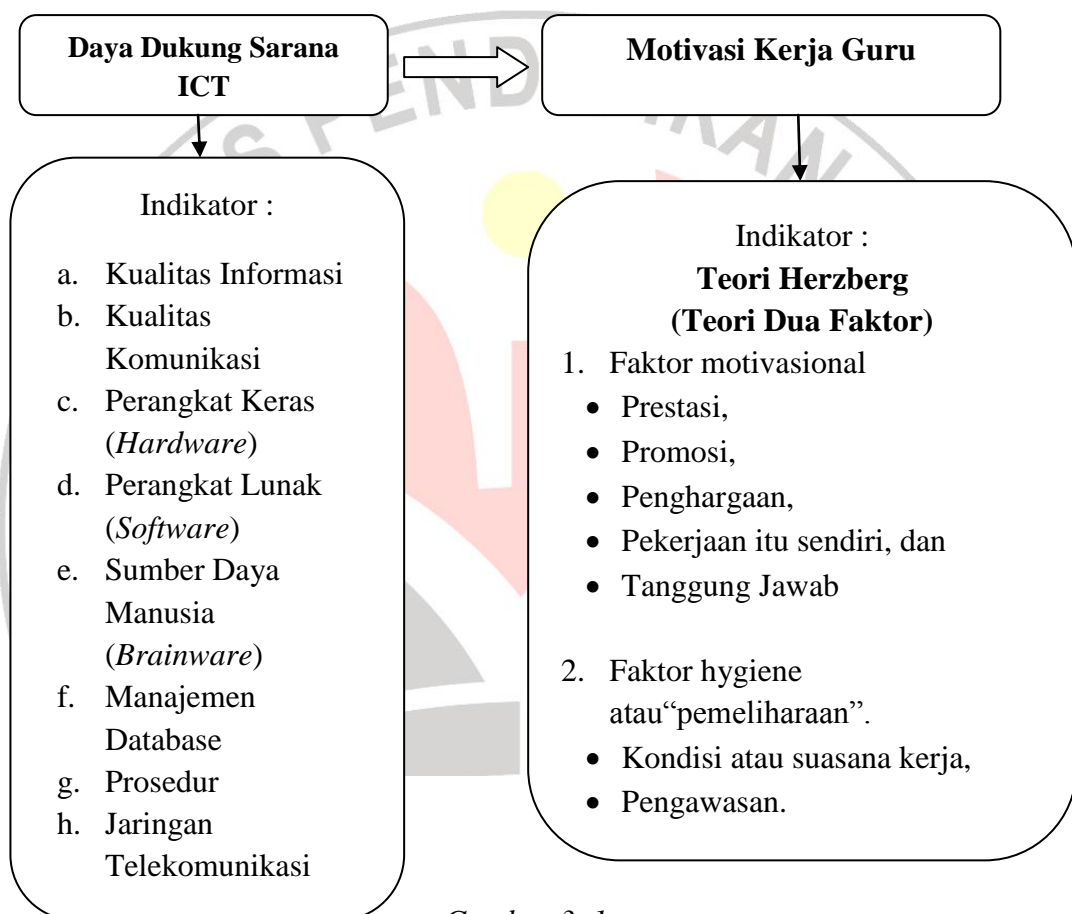 Daya Dukung Sarana
ICT
Motivasi Kerja Guru
Indikator :
a. Kualitas Informasi
b. Kualitas
Komunikasi
c. Perangkat Keras
(Hardware)
d. Perangkat Lunak
(Software)
e. Sumber Daya
Manusia
(Brainware)
f. Manajemen
Database
g. Prosedur
h. Jaringan
Telekomunikasi
Indikator :
Teori Herzberg
(Teori Dua Faktor)
1. Faktor motivasional
• Prestasi,
• Promosi,
• Penghargaan,
• Pekerjaan itu sendiri, dan
• Tanggung Jawab
2. Faktor hygiene
atau“pemeliharaan”.
• Kondisi atau suasana kerja,
• Pengawasan.